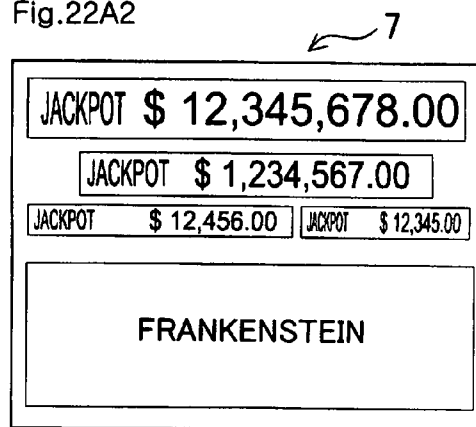 Fig.22A2
7
JACKPOT $ 12,345,678.00
JACKPOT $ 1,234,567.00
JACKPOT $ 12,456.00 JACKPOT $ 12,345.00
FRANKENSTEIN